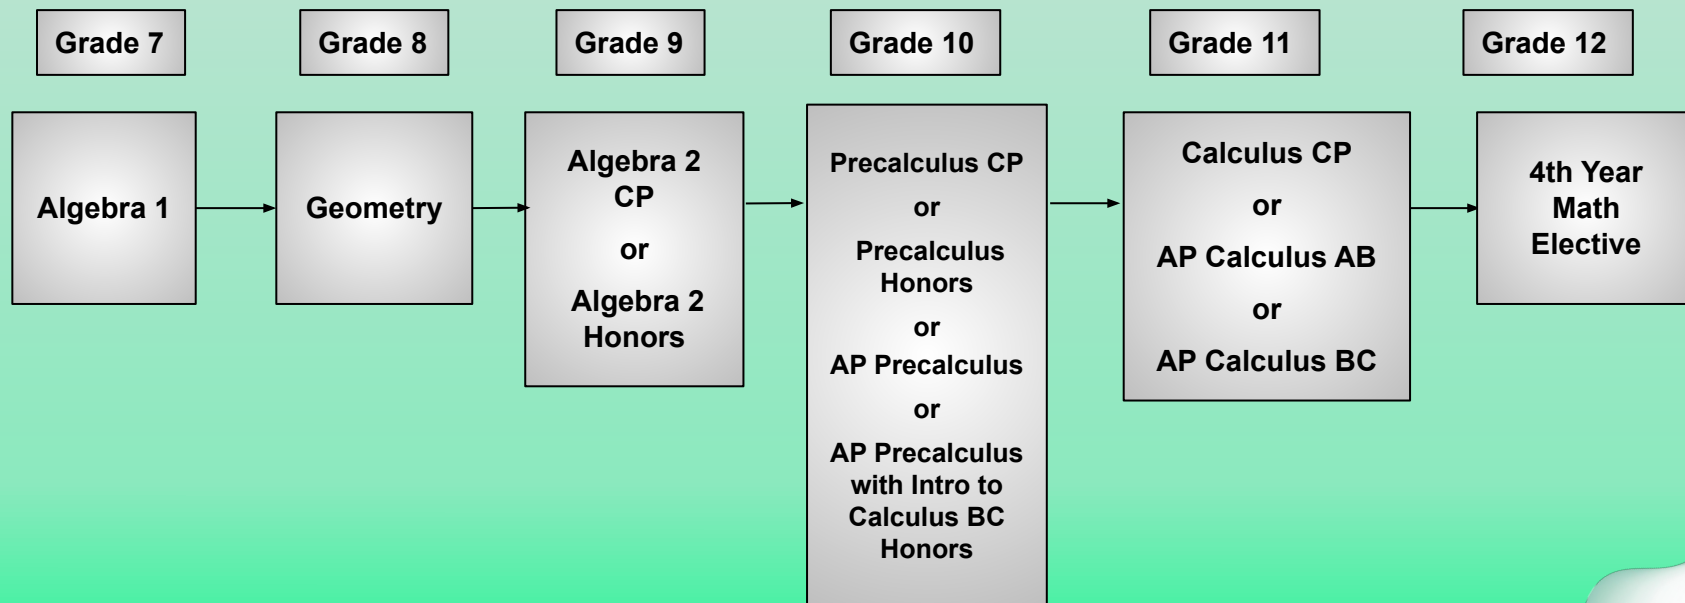 Grade 7
Grade 8
Grade 9
Grade 10
Grade 11
Grade 12
Algebra 1
Geometry
Algebra 2
CP
or
Algebra 2
Honors
Precalculus CP
or
Precalculus
Honors
or
AP Precalculus
or
AP Precalculus
with Intro to
Calculus BC
Honors
Calculus CP
or
AP Calculus AB
or
AP Calculus BC
4th Year
Math
Elective